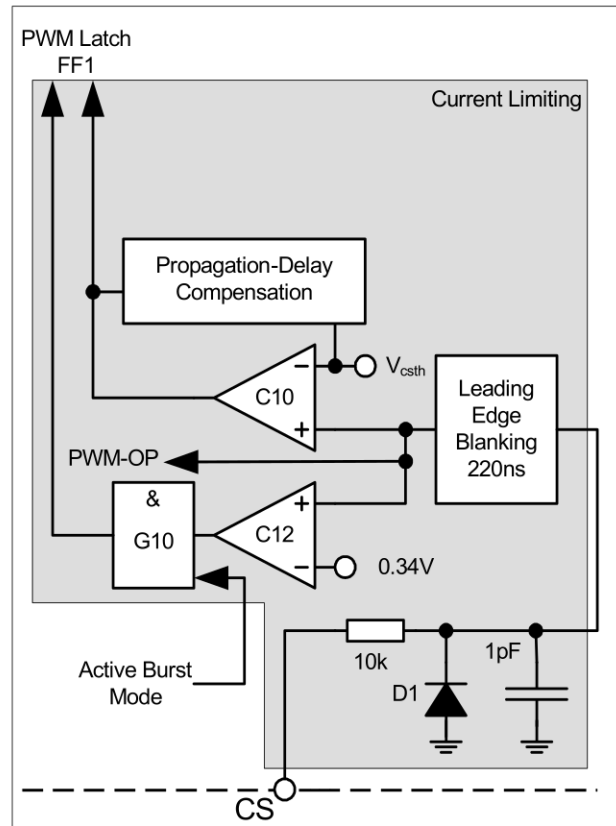 PWM Latch
FF1
Current Limiting
Propagation-Delay
Compensation
Vcsth
C10
Leading
Edge
Blanking
220ns
PWM-OP
&
G10
C12
0.34V
10k
1pF
Active Burst
Mode
D1
CS